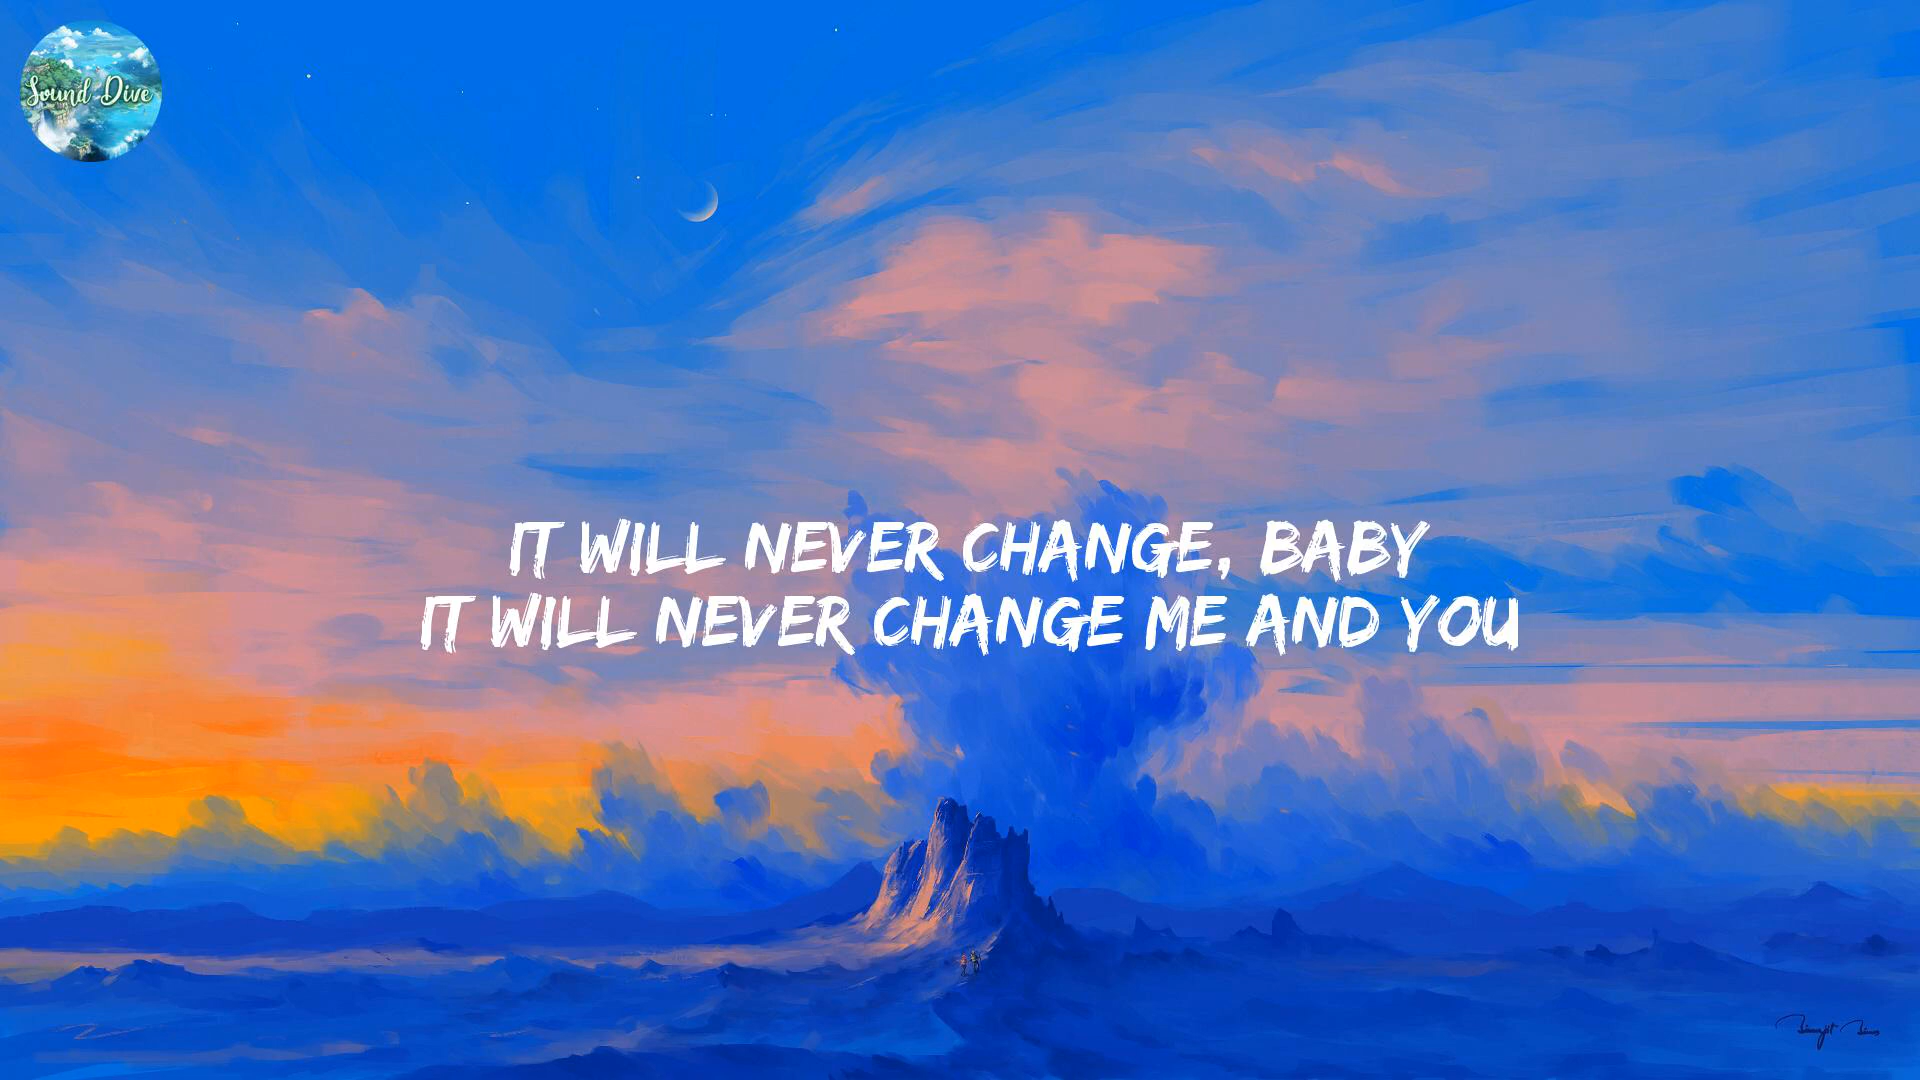 Sound Dive
IT WILL NEVER CHANGE, BABY
IT WILL NEVER CHANGE ME AND YOU